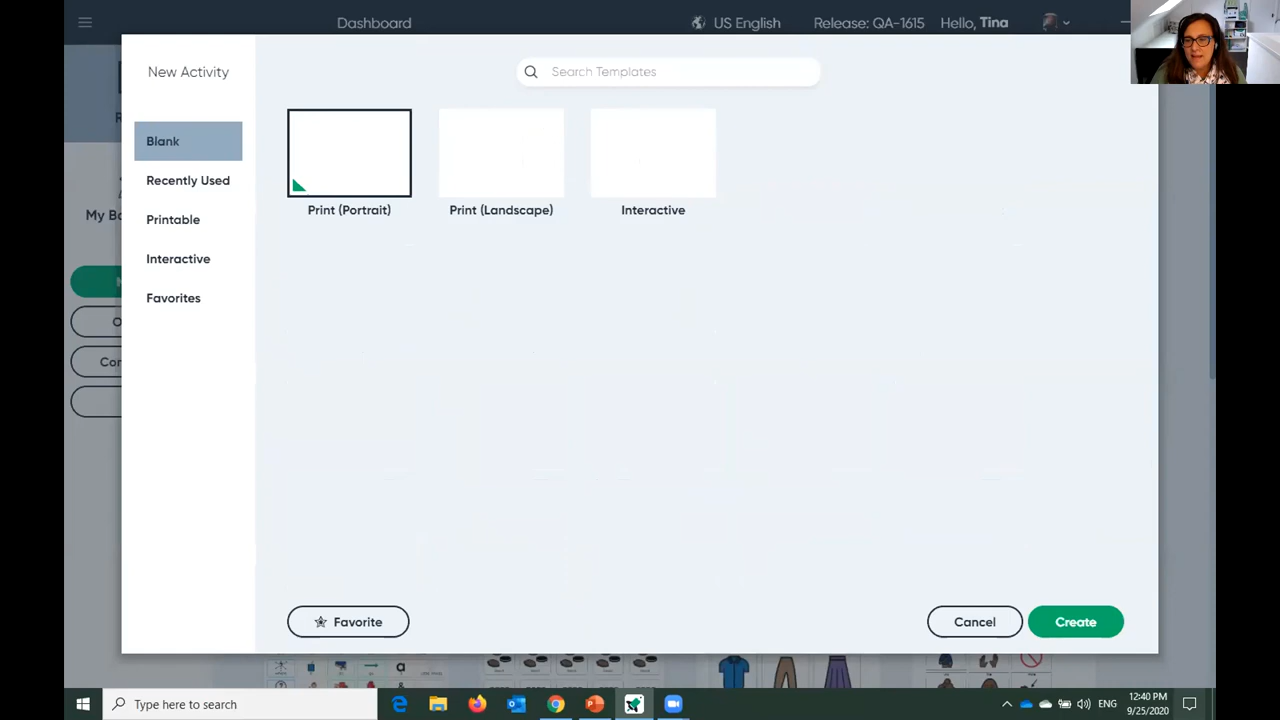 Dashboard
US English
Release: QA-1615
Hello, Tina
New Activity
Search Templates
Blank
Recently Used
Printable
Interactive
Favorites
Print (Portrait)
Print (Landscape)
Interactive
My Bo
Con
Favorite
Cancel
Create
Type here to search
ENG
12:40 PM
9/25/2020